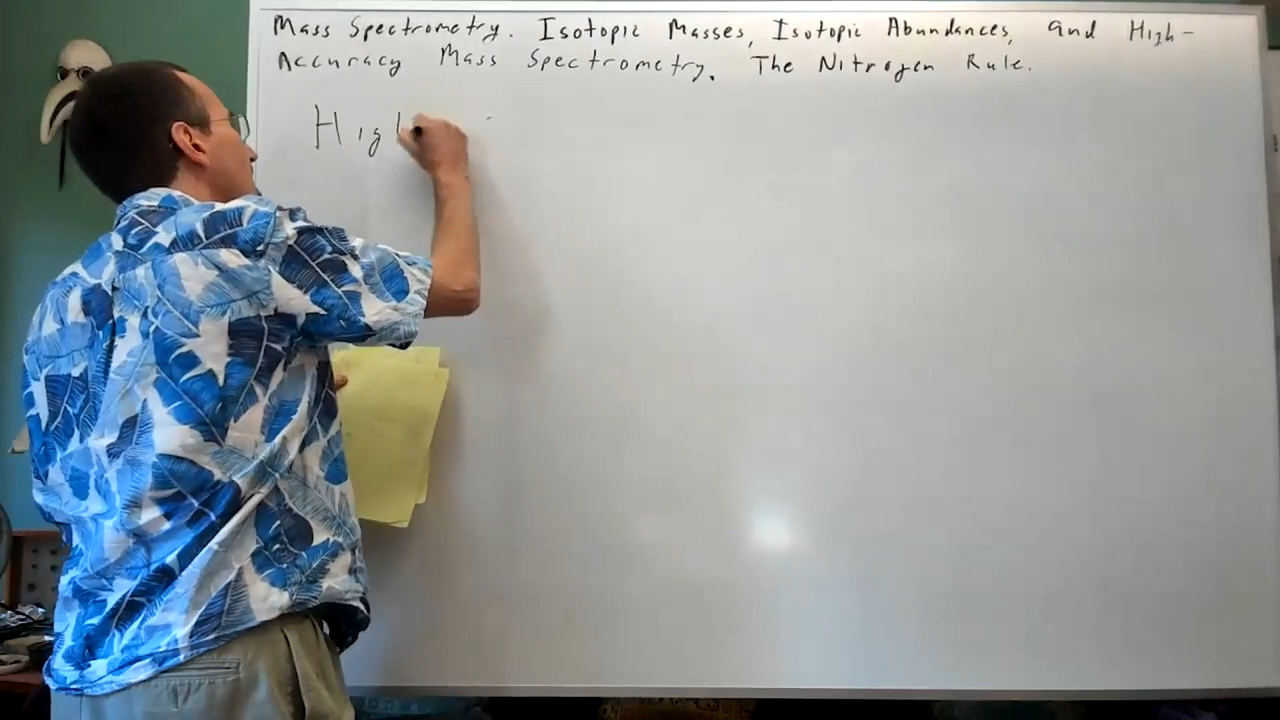 Mass Spectrometry. Isotopic Masses, Isotopic Abundances, and High-
Accuracy Mass Spectrometry. The Nitrogen Rule.
High